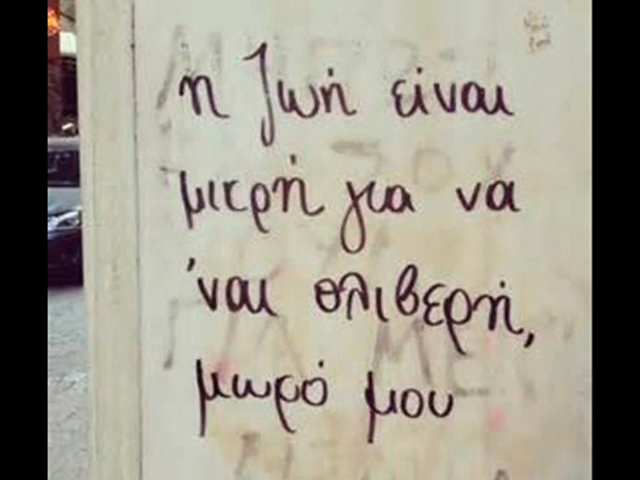 η ζωή είναι
μικρή για να
'ναι θλιβερή,
μωρό μου